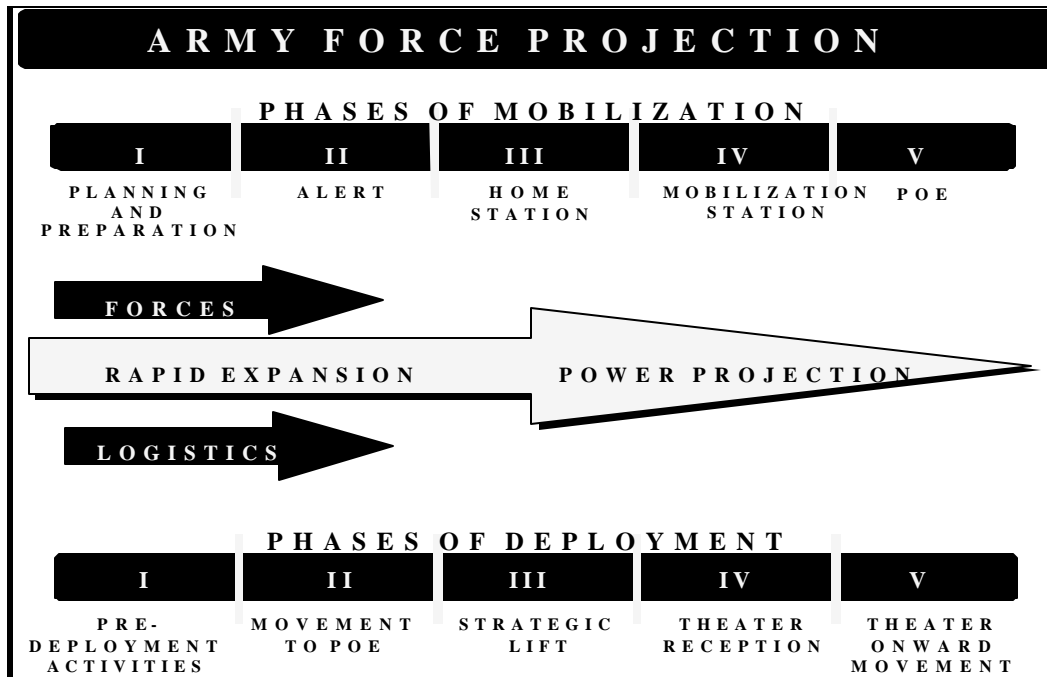 ARMY FORCE PROJECTION
PHASES OF MOBILIZATION
I II III IV V
PLANNING
AND
PREPARATION
ALERT
HOME
STATION
MOBILIZATION
STATION
POE
FORCES
RAPID EXPANSION POWER PROJECTION
LOGISTICS
PHASES OF DEPLOYMENT
I II III IV V
PRE-
DEPLOYMENT
ACTIVITIES
MOVEMENT
TO POE
STRATEGIC
LIFT
THEATER
RECEPTION
THEATER
ONWARD
MOVEMENT